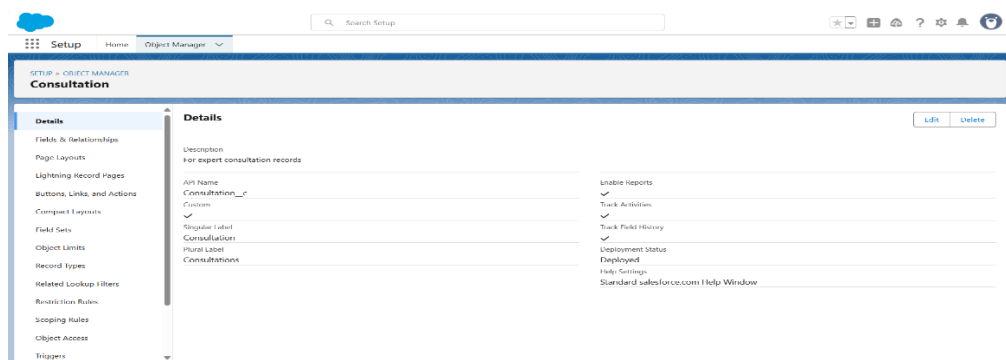 Search Setup
Setup
Home
Object Manager
SETUP > OBJECT MANAGER
Consultation
Details
Fields & Relationships
Page Layouts
Lightning Record Pages
Buttons, Links, and Actions
Compact Layouts
Field Sets
Object Limits
Record Types
Related Lookup Filters
Restriction Rules
Scoping Rules
Object Access
Triggers
Details
Edit
Delete
Description
For expert consultation records
API Name
Consultation__c
Custom
Singular Label
Consultation
Plural Label
Consultations
Enable Reports
Track Activities
Track Field History
Deployment Status
Deployed
Help Settings
Standard salesforce.com Help Window